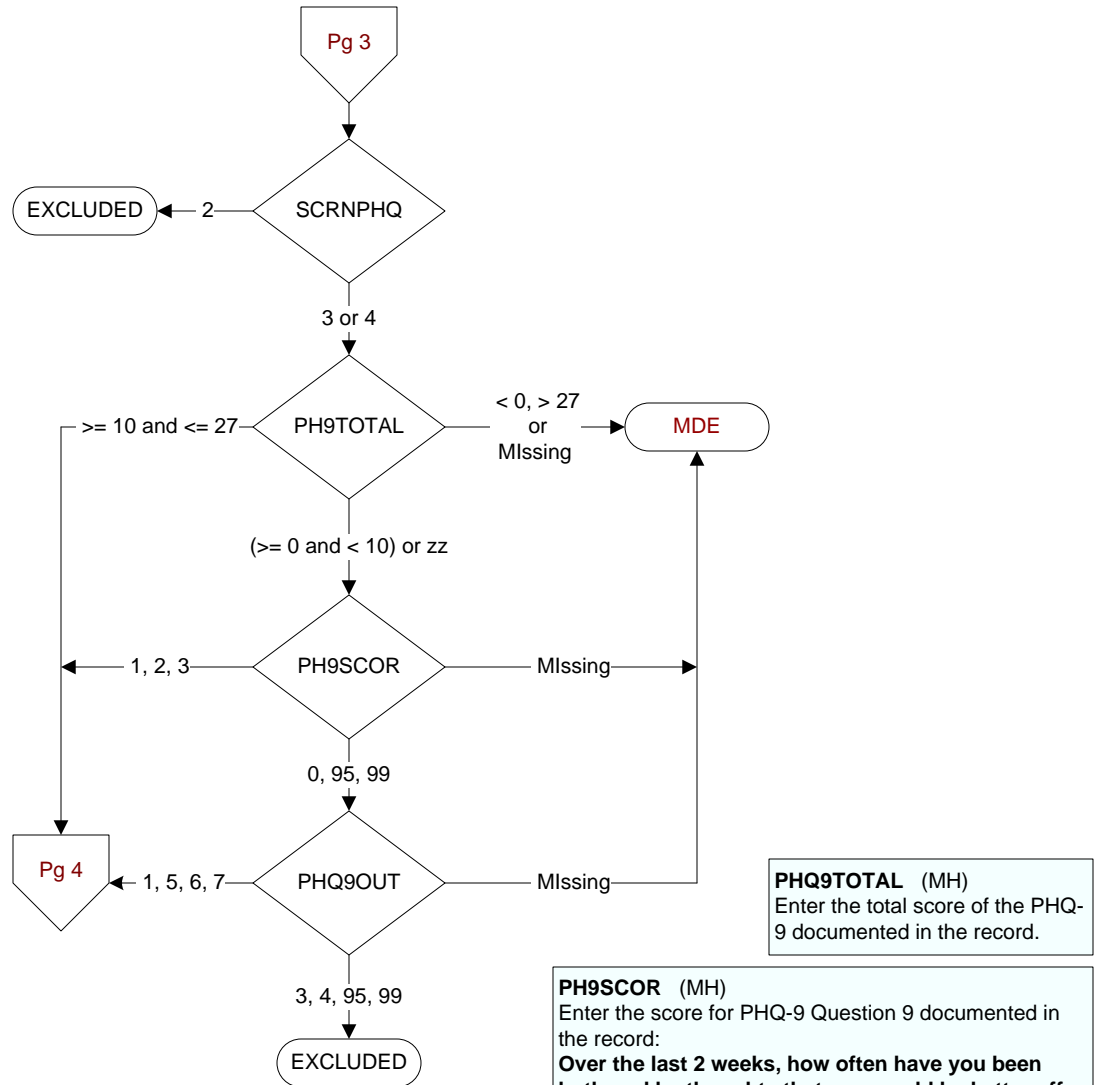 Pg 3
SCRNPHQ
2
EXCLUDED
3 or 4
PH9TOTAL
>= 10 and <= 27
< 0, > 27
or
MIssing
MDE
(>= 0 and < 10) or zz
PH9SCOR
1, 2, 3
MIssing
0, 95, 99
PHQ9OUT
Pg 4
1, 5, 6, 7
MIssing
3, 4, 95, 99
EXCLUDED
PHQ9TOTAL (MH)
Enter the total score of the PHQ-
9 documented in the record.
PH9SCOR (MH)
Enter the score for PHQ-9 Question 9 documented in
the record:
Over the last 2 weeks, how often have you been